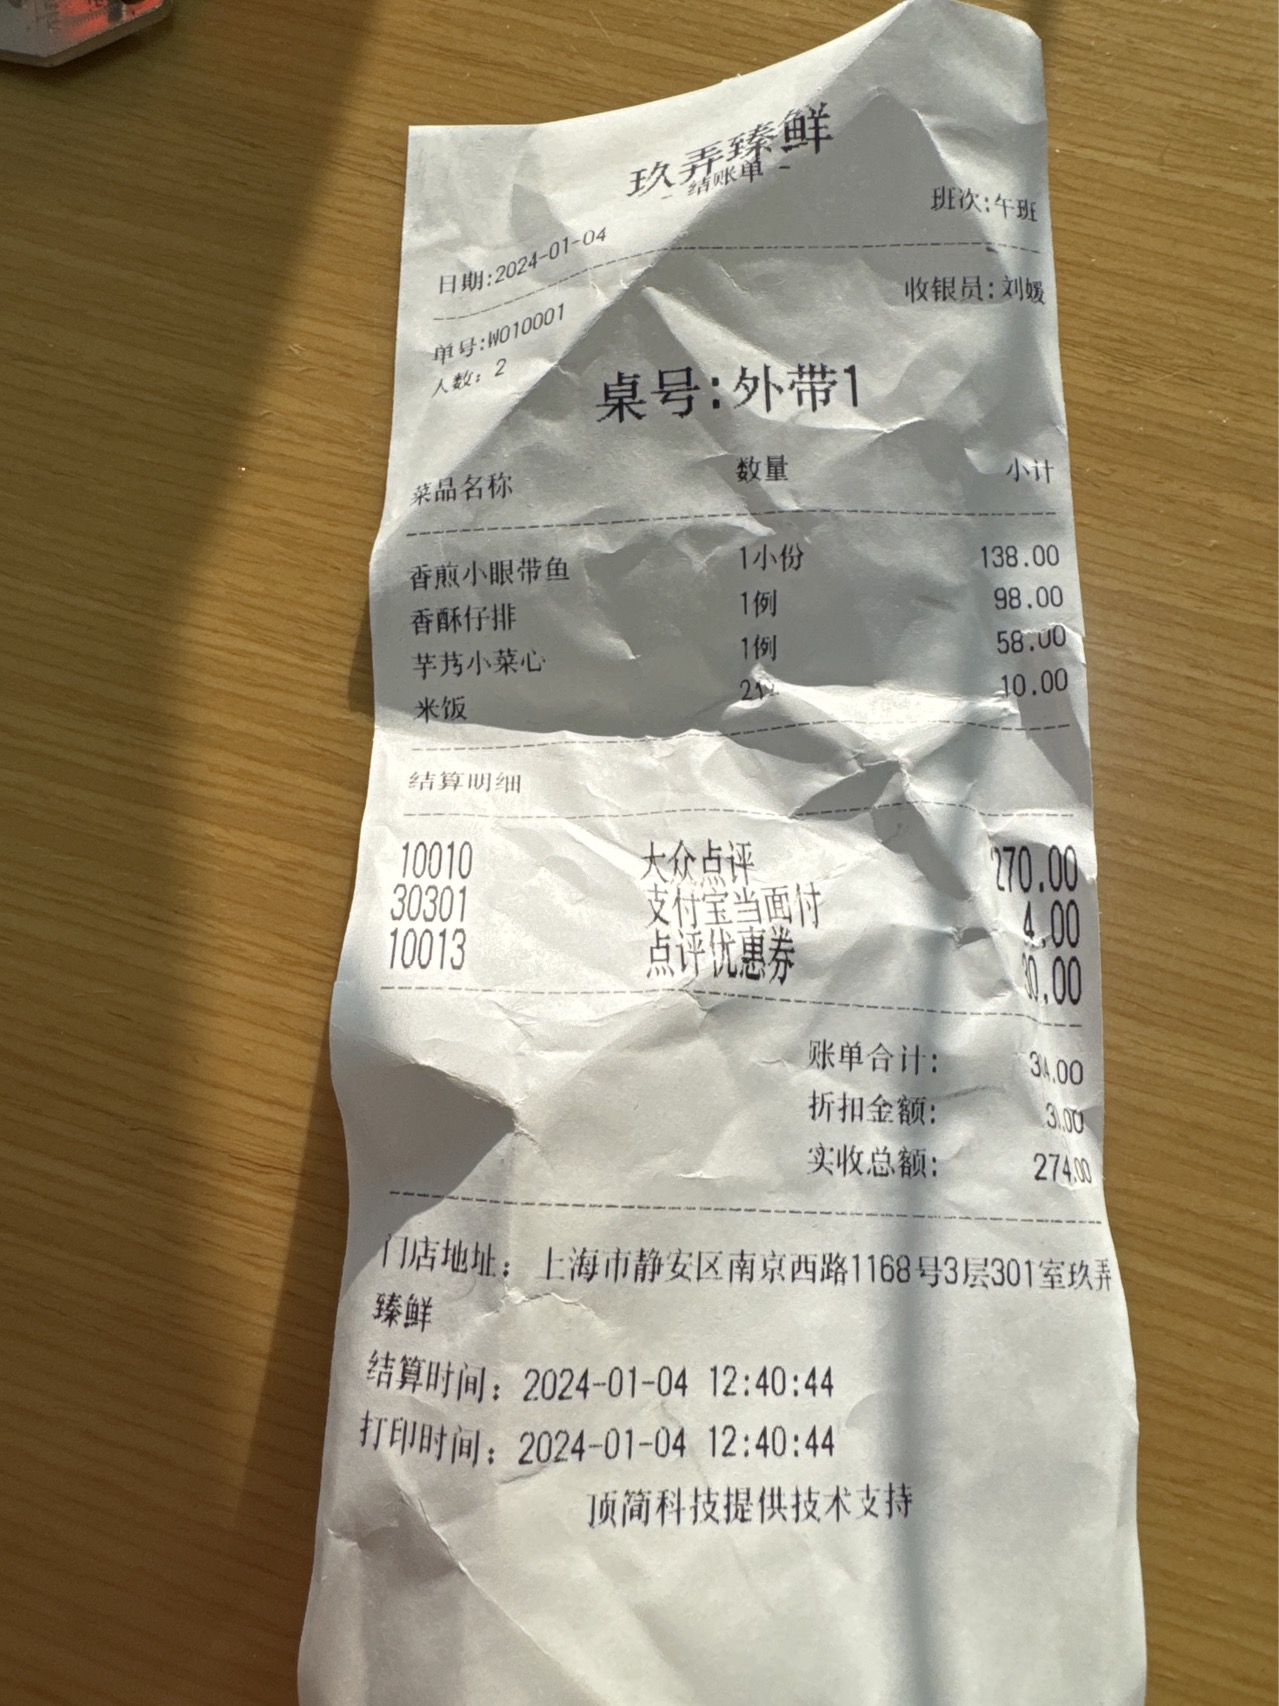 玖弄臻鲜
- 结账单 -
班次:午班
日期:2024-01-04
收银员:刘媛
单号:W010001
人数: 2
桌号:外带1
菜品名称 数量 小计
香煎小眼带鱼 1小份 138.00
香酥仔排 1例 98.00
芋艿小菜心 1例 58.00
米饭 10.00
结算明细
10010 大众点评 270.00
30301 支付宝当面付 4.00
10013 点评优惠券 30.00
账单合计:
折扣金额:
实收总额: 274.00
门店地址: 上海市静安区南京西路1168号3层301室玖弄
臻鲜
结算时间: 2024-01-04 12:40:44
打印时间: 2024-01-04 12:40:44
顶简科技提供技术支持